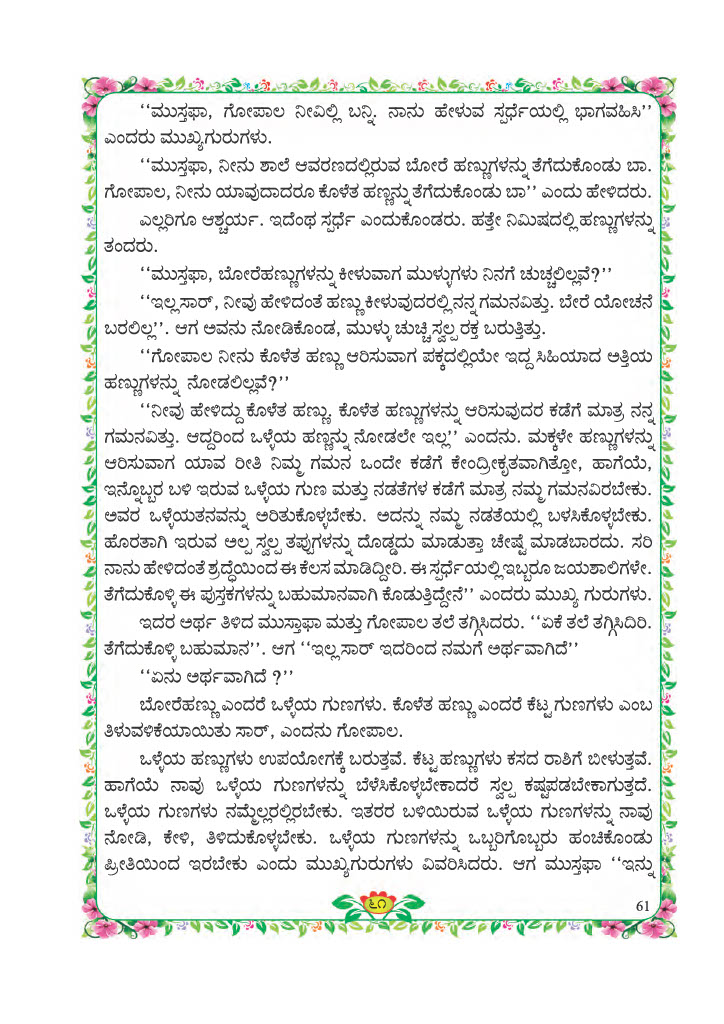 ‘‘ಮುಸ್ತಫಾ, ಗೋಪಾಲ ನೀವಿಲ್ಲಿ ಬನ್ನಿ. ನಾನು ಹೇಳುವ ಸ್ಪರ್ಧೆಯಲ್ಲಿ ಭಾಗವಹಿಸಿ’’
ಎಂದರು ಮುಖ್ಯಗುರುಗಳು.
‘‘ಮುಸ್ತಫಾ, ನೀನು ಶಾಲೆ ಆವರಣದಲ್ಲಿರುವ ಬೋರೆ ಹಣ್ಣುಗಳನ್ನು ತೆಗೆದುಕೊಂಡು ಬಾ.
ಗೋಪಾಲ, ನೀನು ಯಾವುದಾದರೂ ಕೊಳೆತ ಹಣ್ಣನ್ನು ತೆಗೆದುಕೊಂಡು ಬಾ’’ ಎಂದು ಹೇಳಿದರು.
ಎಲ್ಲರಿಗೂ ಆಶ್ಚರ್ಯ. ಇದೆಂಥ ಸ್ಪರ್ಧೆ ಎಂದುಕೊಂಡರು. ಹತ್ತೇ ನಿಮಿಷದಲ್ಲಿ ಹಣ್ಣುಗಳನ್ನು
ತಂದರು.
‘‘ಮುಸ್ತಫಾ, ಬೋರೆಹಣ್ಣುಗಳನ್ನು ಕೀಳುವಾಗ ಮುಳ್ಳುಗಳು ನಿನಗೆ ಚುಚ್ಚಲಿಲ್ಲವೆ?’’
‘‘ಇಲ್ಲ ಸಾರ್, ನೀವು ಹೇಳಿದಂತೆ ಹಣ್ಣು ಕೀಳುವುದರಲ್ಲಿ ನನ್ನ ಗಮನವಿತ್ತು. ಬೇರೆ ಯೋಚನೆ
ಬರಲಿಲ್ಲ’’. ಆಗ ಅವನು ನೋಡಿಕೊಂಡ, ಮುಳ್ಳು ಚುಚ್ಚಿ ಸ್ವಲ್ಪ ರಕ್ತ ಬರುತ್ತಿತ್ತು.
‘‘ಗೋಪಾಲ ನೀನು ಕೊಳೆತ ಹಣ್ಣು ಆರಿಸುವಾಗ ಪಕ್ಕದಲ್ಲಿಯೇ ಇದ್ದ ಸಿಹಿಯಾದ ಅತ್ತಿಯ
ಹಣ್ಣುಗಳನ್ನು ನೋಡಲಿಲ್ಲವೆ?’’
‘‘ನೀವು ಹೇಳಿದ್ದು ಕೊಳೆತ ಹಣ್ಣು. ಕೊಳೆತ ಹಣ್ಣುಗಳನ್ನು ಆರಿಸುವುದರ ಕಡೆಗೆ ಮಾತ್ರ ನನ್ನ
ಗಮನವಿತ್ತು. ಆದ್ದರಿಂದ ಒಳ್ಳೆಯ ಹಣ್ಣನ್ನು ನೋಡಲೇ ಇಲ್ಲ’’ ಎಂದನು. ಮಕ್ಕಳೇ ಹಣ್ಣುಗಳನ್ನು
ಆರಿಸುವಾಗ ಯಾವ ರೀತಿ ನಿಮ್ಮ ಗಮನ ಒಂದೇ ಕಡೆಗೆ ಕೇಂದ್ರೀಕೃತವಾಗಿತ್ತೋ, ಹಾಗೆಯೆ,
ಇನ್ನೊಬ್ಬರ ಬಳಿ ಇರುವ ಒಳ್ಳೆಯ ಗುಣ ಮತ್ತು ನಡತೆಗಳ ಕಡೆಗೆ ಮಾತ್ರ ನಮ್ಮ ಗಮನವಿರಬೇಕು.
ಅವರ ಒಳ್ಳೆಯತನವನ್ನು ಅರಿತುಕೊಳ್ಳಬೇಕು. ಅದನ್ನು ನಮ್ಮ ನಡತೆಯಲ್ಲಿ ಬಳಸಿಕೊಳ್ಳಬೇಕು.
ಹೊರತಾಗಿ ಇರುವ ಅಲ್ಪ ಸ್ವಲ್ಪ ತಪ್ಪುಗಳನ್ನು ದೊಡ್ಡದು ಮಾಡುತ್ತಾ ಚೇಷ್ಟೆ ಮಾಡಬಾರದು. ಸರಿ
ನಾನು ಹೇಳಿದಂತೆ ಶ್ರದ್ಧೆಯಿಂದ ಈ ಕೆಲಸ ಮಾಡಿದ್ದೀರಿ. ಈ ಸ್ಪರ್ಧೆಯಲ್ಲಿ ಇಬ್ಬರೂ ಜಯಶಾಲಿಗಳೇ.
ತೆಗೆದುಕೊಳ್ಳಿ ಈ ಪುಸ್ತಕಗಳನ್ನು ಬಹುಮಾನವಾಗಿ ಕೊಡುತ್ತಿದ್ದೇನೆ’’ ಎಂದರು ಮುಖ್ಯ ಗುರುಗಳು.
ಇದರ ಅರ್ಥ ತಿಳಿದ ಮುಸ್ತಾಫಾ ಮತ್ತು ಗೋಪಾಲ ತಲೆ ತಗ್ಗಿಸಿದರು. ‘‘ಏಕೆ ತಲೆ ತಗ್ಗಿಸಿದಿರಿ.
ತೆಗೆದುಕೊಳ್ಳಿ ಬಹುಮಾನ’’. ಆಗ ‘‘ಇಲ್ಲ ಸಾರ್ ಇದರಿಂದ ನಮಗೆ ಅರ್ಥವಾಗಿದೆ’’
‘‘ಏನು ಅರ್ಥವಾಗಿದೆ ?’’
ಬೋರೆಹಣ್ಣು ಎಂದರೆ ಒಳ್ಳೆಯ ಗುಣಗಳು. ಕೊಳೆತ ಹಣ್ಣು ಎಂದರೆ ಕೆಟ್ಟ ಗುಣಗಳು ಎಂಬ
ತಿಳುವಳಿಕೆಯಾಯಿತು ಸಾರ್, ಎಂದನು ಗೋಪಾಲ.
ಒಳ್ಳೆಯ ಹಣ್ಣುಗಳು ಉಪಯೋಗಕ್ಕೆ ಬರುತ್ತವೆ. ಕೆಟ್ಟ ಹಣ್ಣುಗಳು ಕಸದ ರಾಶಿಗೆ ಬೀಳುತ್ತವೆ.
ಹಾಗೆಯೆ ನಾವು ಒಳ್ಳೆಯ ಗುಣಗಳನ್ನು ಬೆಳೆಸಿಕೊಳ್ಳಬೇಕಾದರೆ ಸ್ವಲ್ಪ ಕಷ್ಟಪಡಬೇಕಾಗುತ್ತದೆ.
ಒಳ್ಳೆಯ ಗುಣಗಳು ನಮ್ಮೆಲ್ಲರಲ್ಲಿರಬೇಕು. ಇತರರ ಬಳಿಯಿರುವ ಒಳ್ಳೆಯ ಗುಣಗಳನ್ನು ನಾವು
ನೋಡಿ, ಕೇಳಿ, ತಿಳಿದುಕೊಳ್ಳಬೇಕು. ಒಳ್ಳೆಯ ಗುಣಗಳನ್ನು ಒಬ್ಬರಿಗೊಬ್ಬರು ಹಂಚಿಕೊಂಡು
ಪ್ರೀತಿಯಿಂದ ಇರಬೇಕು ಎಂದು ಮುಖ್ಯಗುರುಗಳು ವಿವರಿಸಿದರು. ಆಗ ಮುಸ್ತಫಾ ‘‘ಇನ್ನು
೬೧
61